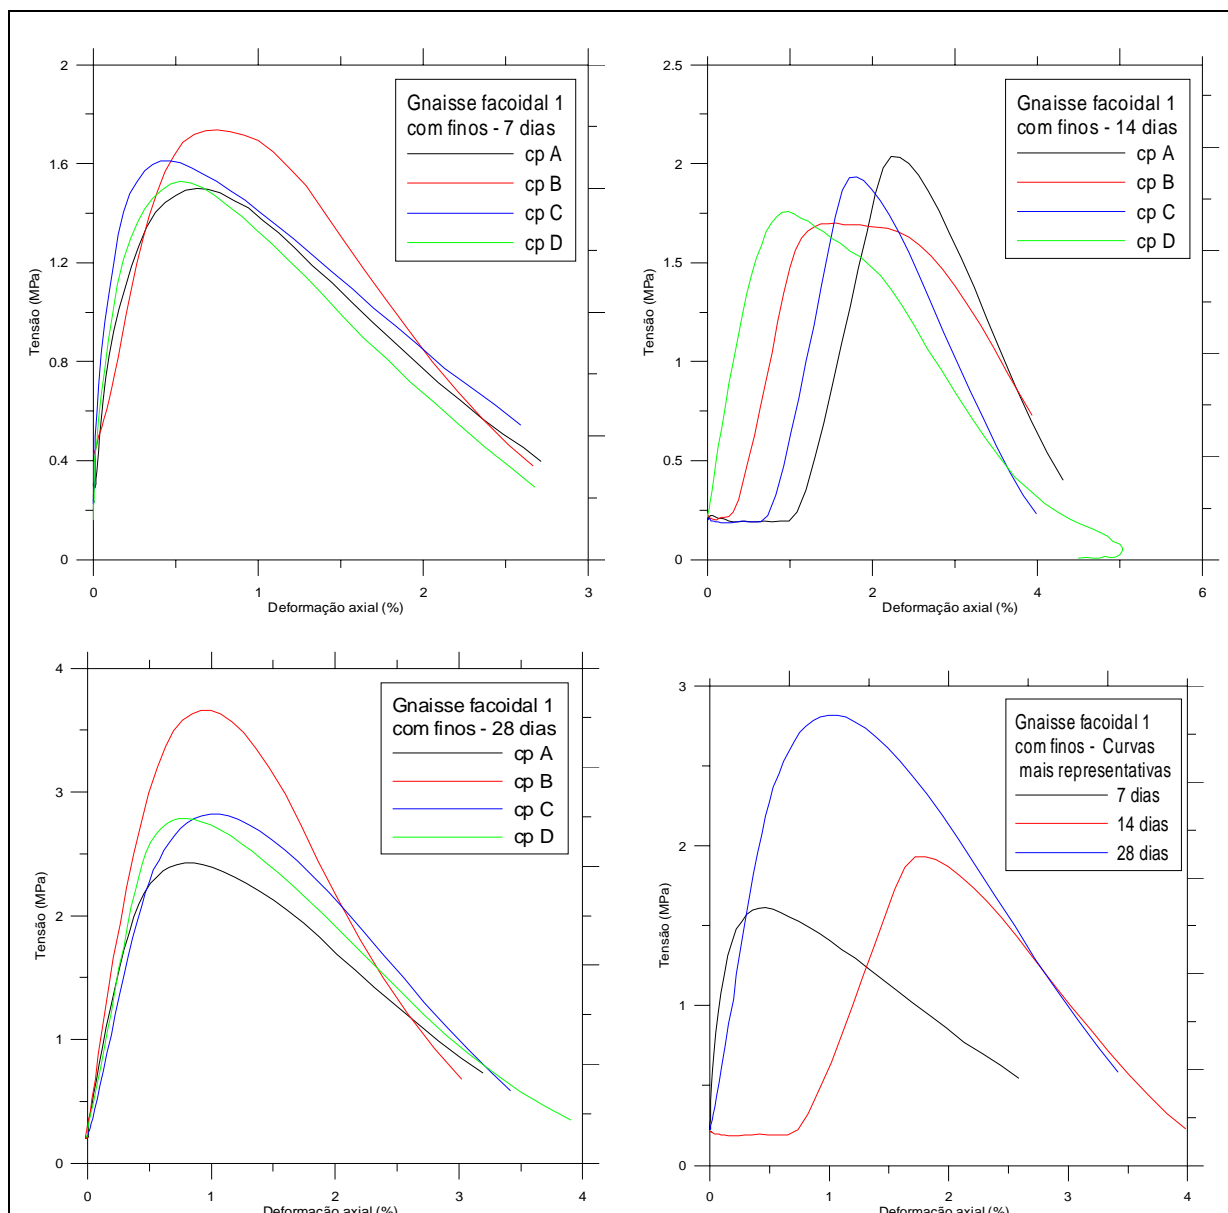 2
1.6
1.2
0.8
0.4
0
Tensão (MPa)
Gnaisse facoidal 1
com finos - 7 dias
cp A
cp B
cp C
cp D
0 1 2 3
Deformação axial (%)
2.5
2
1.5
1
0.5
0
Tensão (MPa)
Gnaisse facoidal 1
com finos - 14 dias
cp A
cp B
cp C
cp D
0 2 4 6
Deformação axial (%)
4
3
2
1
0
Tensão (MPa)
Gnaisse facoidal 1
com finos - 28 dias
cp A
cp B
cp C
cp D
0 1 2 3 4
Deformação axial (%)
3
2
1
0
Tensão (MPa)
Gnaisse facoidal 1
com finos - Curvas
mais representativas
7 dias
14 dias
28 dias
0 1 2 3 4
Deformação axial (%)